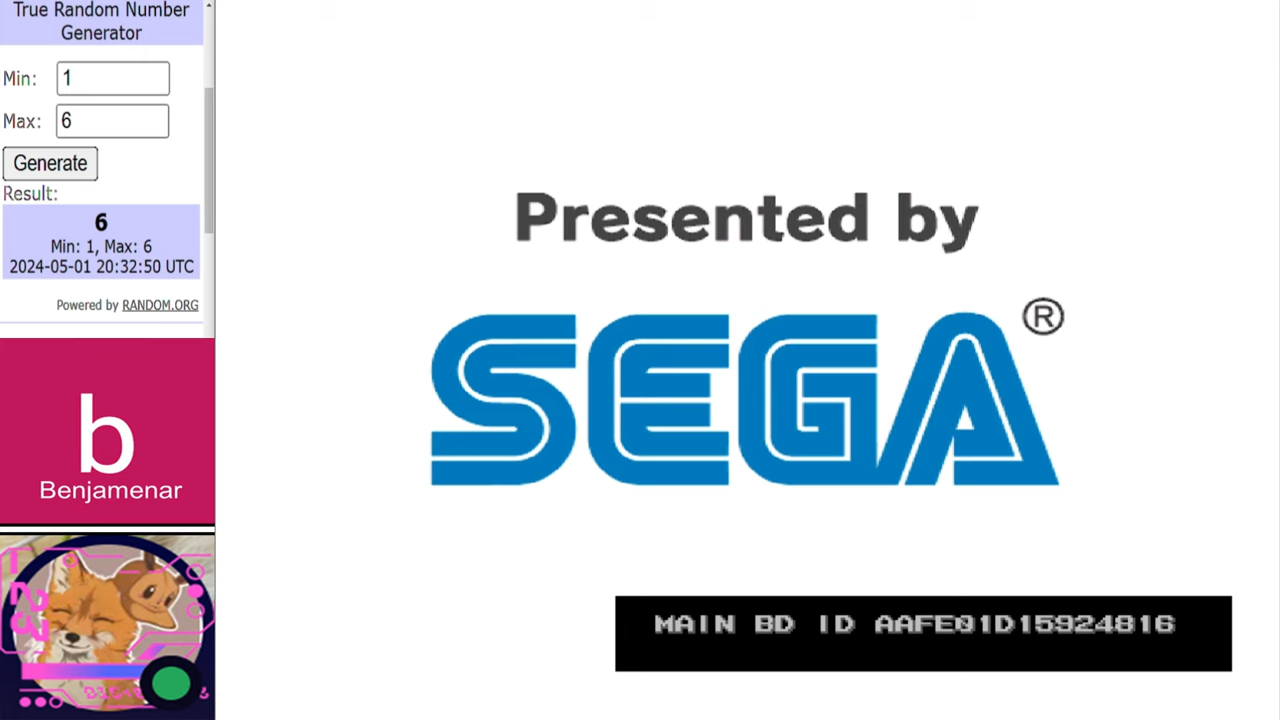 True Random Number
Generator
Min: 1
Max: 6
Generate
Result:
6
Min: 1, Max: 6
2024-05-01 20:32:50 UTC
Powered by RANDOM.ORG
b
Benjamenar
Presented by
SEGA®
MAIN BD ID AAFE01D15924816